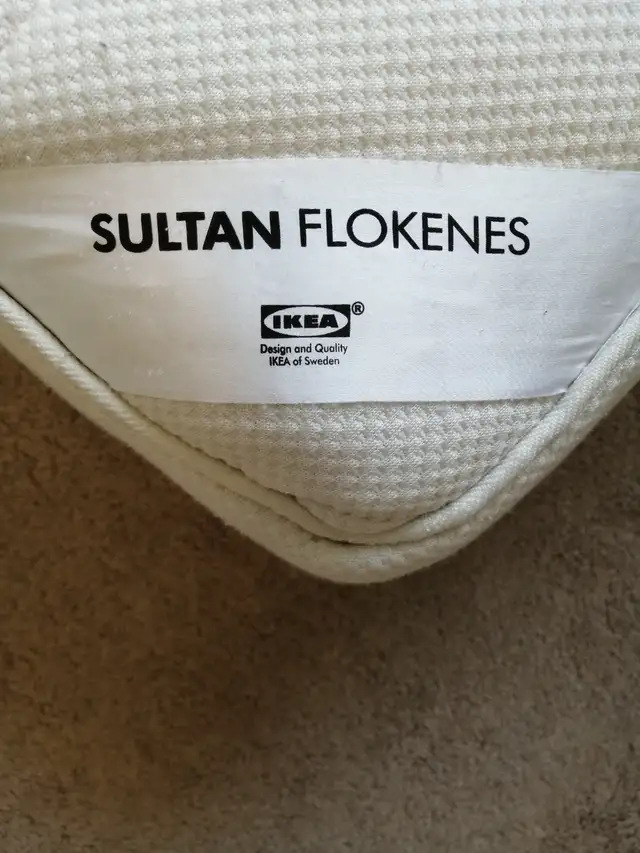 SULTAN FLOKENES
IKEA®
Design and Quality
IKEA of Sweden